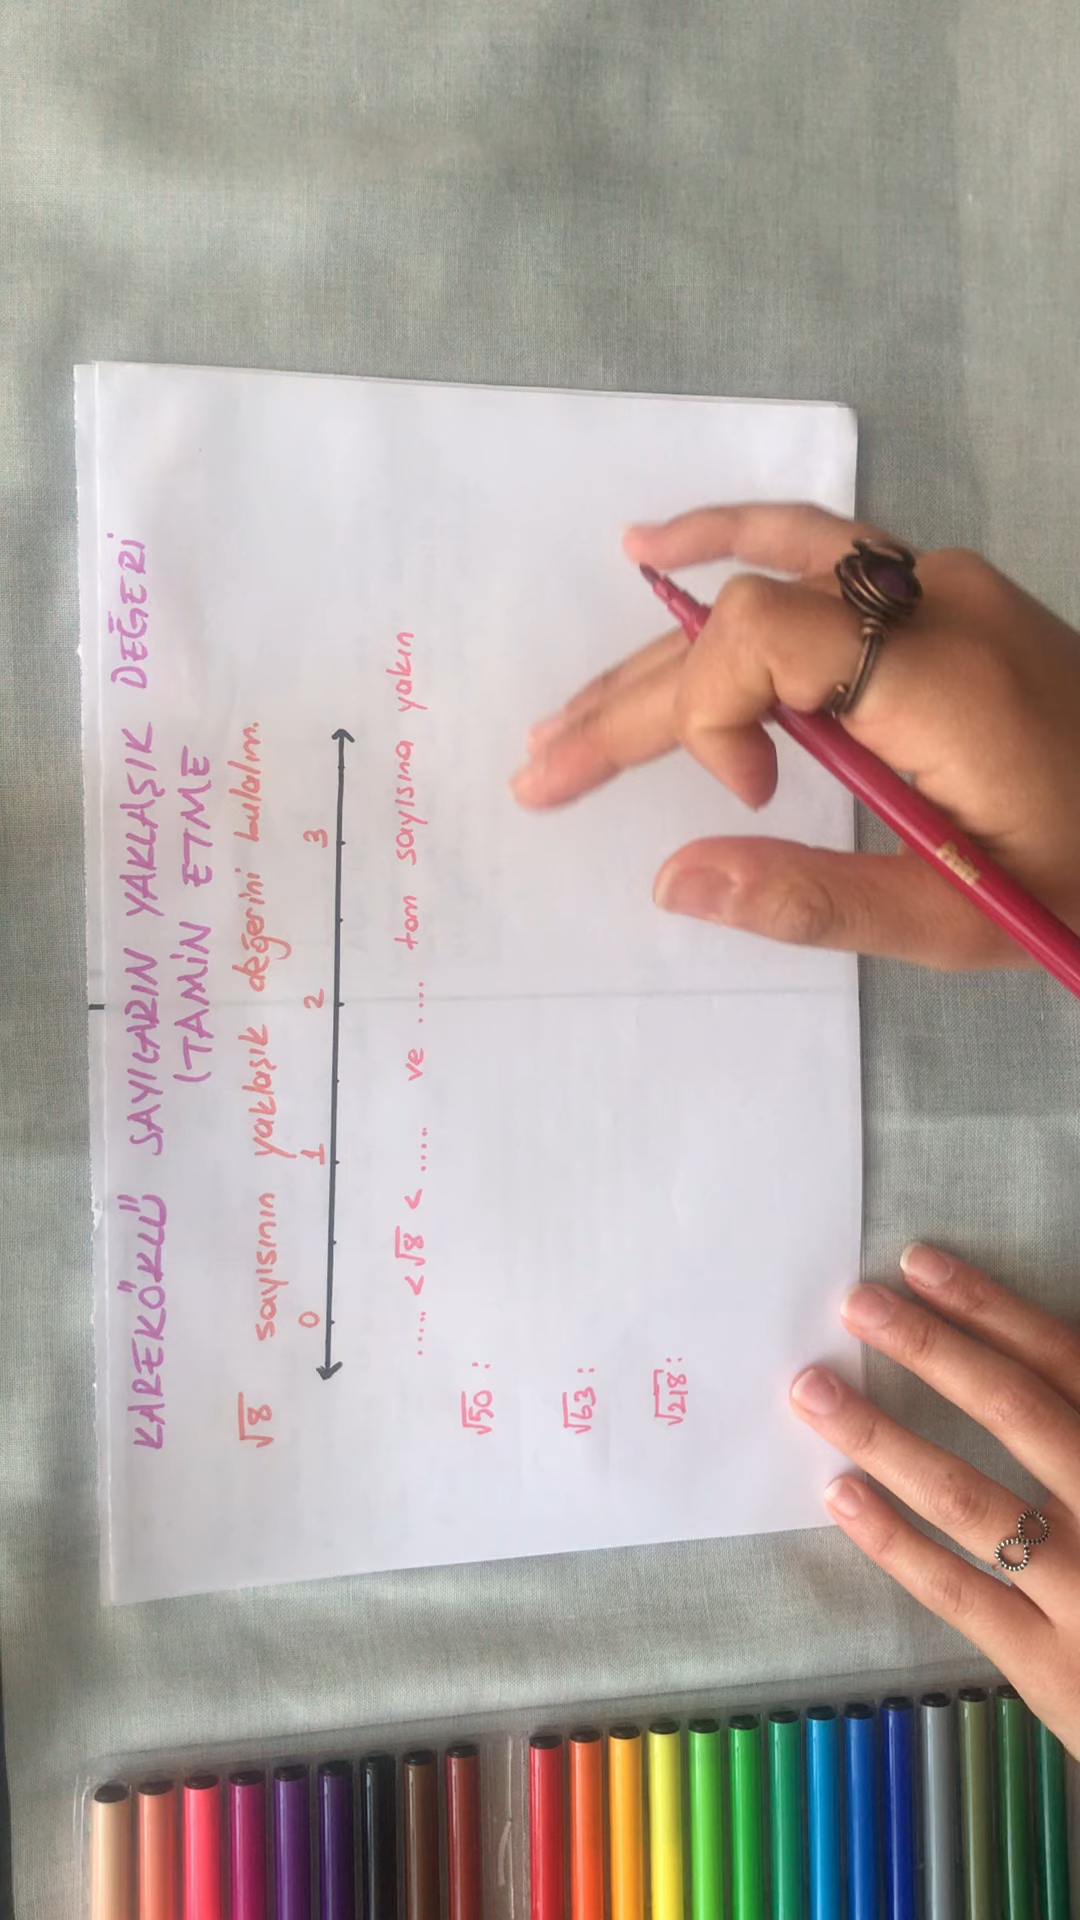 KAREKÖKLÜ SAYILARIN YAKLAŞIK DEĞERİ
(TAMİN ETME
√8 sayısının yaklaşık değerini bulalım.
0 1 2 3
..... < √8 < ..... ve .... tam sayısına yakın
√50 :
√63 :
√218 :